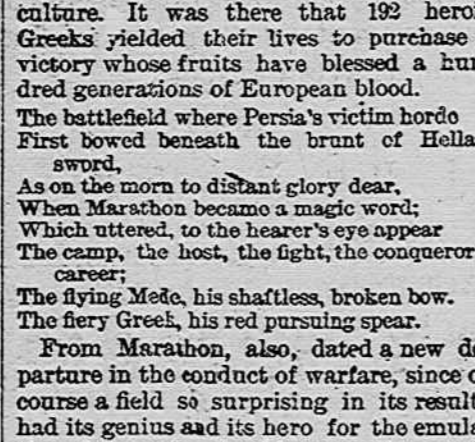 culture. It was there that 192 heroi
Greeks yielded their lives to purchase
victory whose fruits have blessed a hun
dred generations of European blood.
The battlefield where Persia's victim horde
First bowed beneath the brunt of Hella
sword,
As on the morn to distant glory dear,
When Marathon became a magic word;
Which uttered, to the hearer's eye appear
The camp, the host, the fight, the conqueror
career;
The flying Mede, his shaftless, broken bow.
The fiery Greek, his red pursuing spear.
From Marathon, also, dated a new de
parture in the conduct of warfare, since o
course a field so surprising in its result
had its genius and its hero for the emul